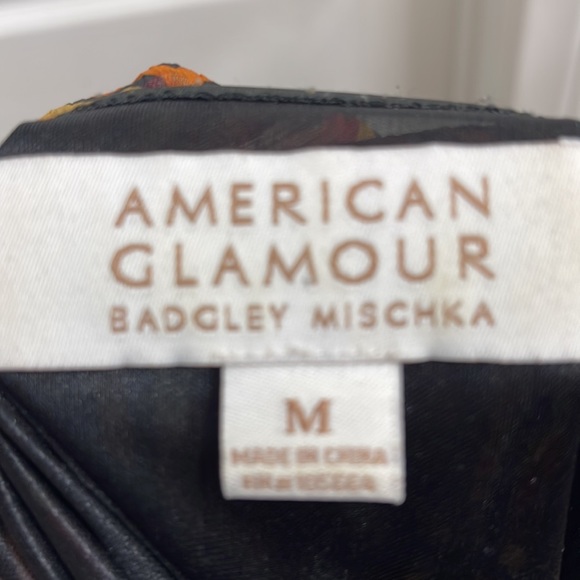 AMERICAN
GLAMOUR
BADGLEY MISCHKA
M
MADE IN CHINA